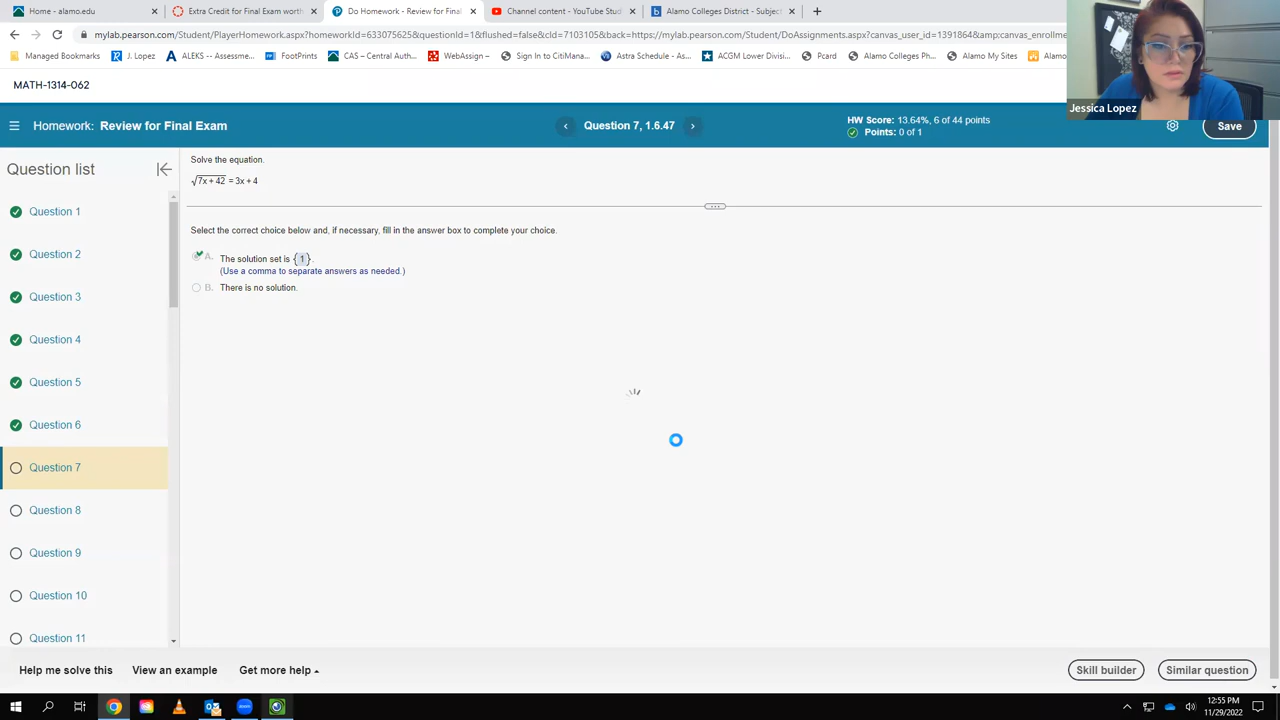 Home - alamo.edu
Extra Credit for Final Exam worth
Do Homework - Review for Final
Channel content - YouTube Stud
Alamo Colleges District - Subject
mylab.pearson.com/Student/PlayerHomework.aspx?homeworkId=633075625&questionId=1&flushed=false&cId=7103105&back=https://mylab.pearson.com/Student/DoAssignments.aspx?canvas_user_id=1391864&amp;canvas_enrollme
Managed Bookmarks
J. Lopez
ALEKS -- Assessme...
FootPrints
CAS – Central Auth...
WebAssign –
Sign In to CitiMana...
Astra Schedule - As...
ACGM Lower Divisi...
Pcard
Alamo Colleges Ph...
Alamo My Sites
Alamo
Jessica Lopez
MATH-1314-062
Homework: Review for Final Exam
Question 7, 1.6.47
HW Score: 13.64%, 6 of 44 points
Points: 0 of 1
Save
Question list
Question 1
Question 2
Question 3
Question 4
Question 5
Question 6
Question 7
Question 8
Question 9
Question 10
Question 11
Solve the equation.
√7x + 42 = 3x + 4
Select the correct choice below and, if necessary, fill in the answer box to complete your choice.
A. The solution set is {1}.
(Use a comma to separate answers as needed.)
B. There is no solution.
Help me solve this
View an example
Get more help
Skill builder
Similar question
12:55 PM
11/29/2022